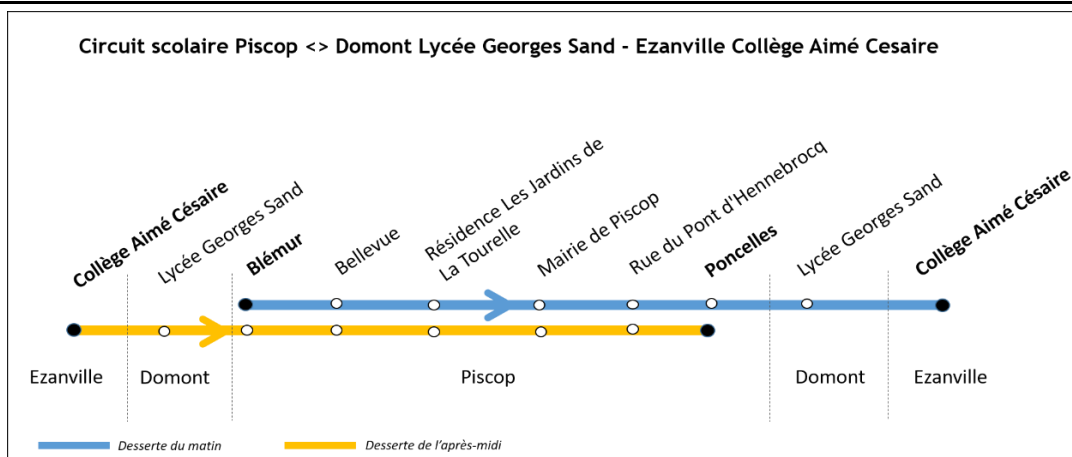 Circuit scolaire Piscop <> Domont Lycée Georges Sand - Ezanville Collège Aimé Cesaire
Collège Aimé Césaire
Lycée Georges Sand
Blémur
Bellevue
Résidence Les Jardins de
La Tourelle
Mairie de Piscop
Rue du Pont d'Hennebrocq
Poncelles
Lycée Georges Sand
Collège Aimé Césaire
Ezanville
Domont
Piscop
Domont
Ezanville
Desserte du matin
Desserte de l'après-midi